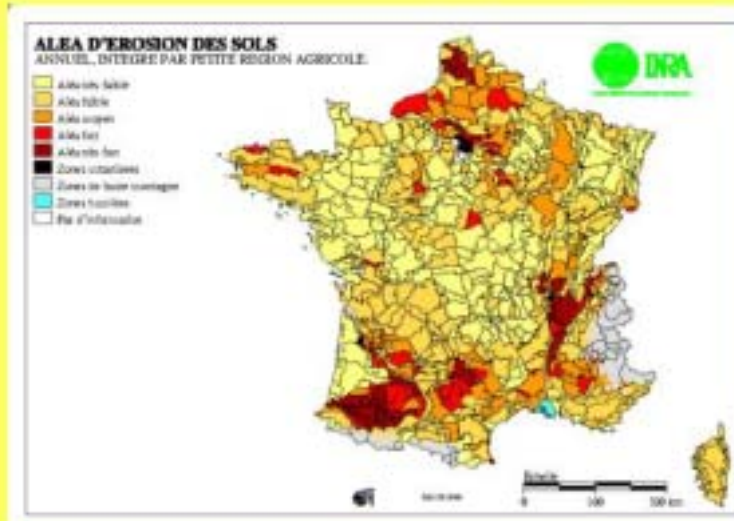 ALEA D'EROSION DES SOLS
ANNUEL, INTEGRE PAR PETITE REGION AGRICOLE.
INRA
Aléa très faible
Aléa faible
Aléa moyen
Aléa fort
Aléa très fort
Zones urbanisées
Zones de haute montagne
Zones humides
Pas d'information
Echelle
0 100 200 km